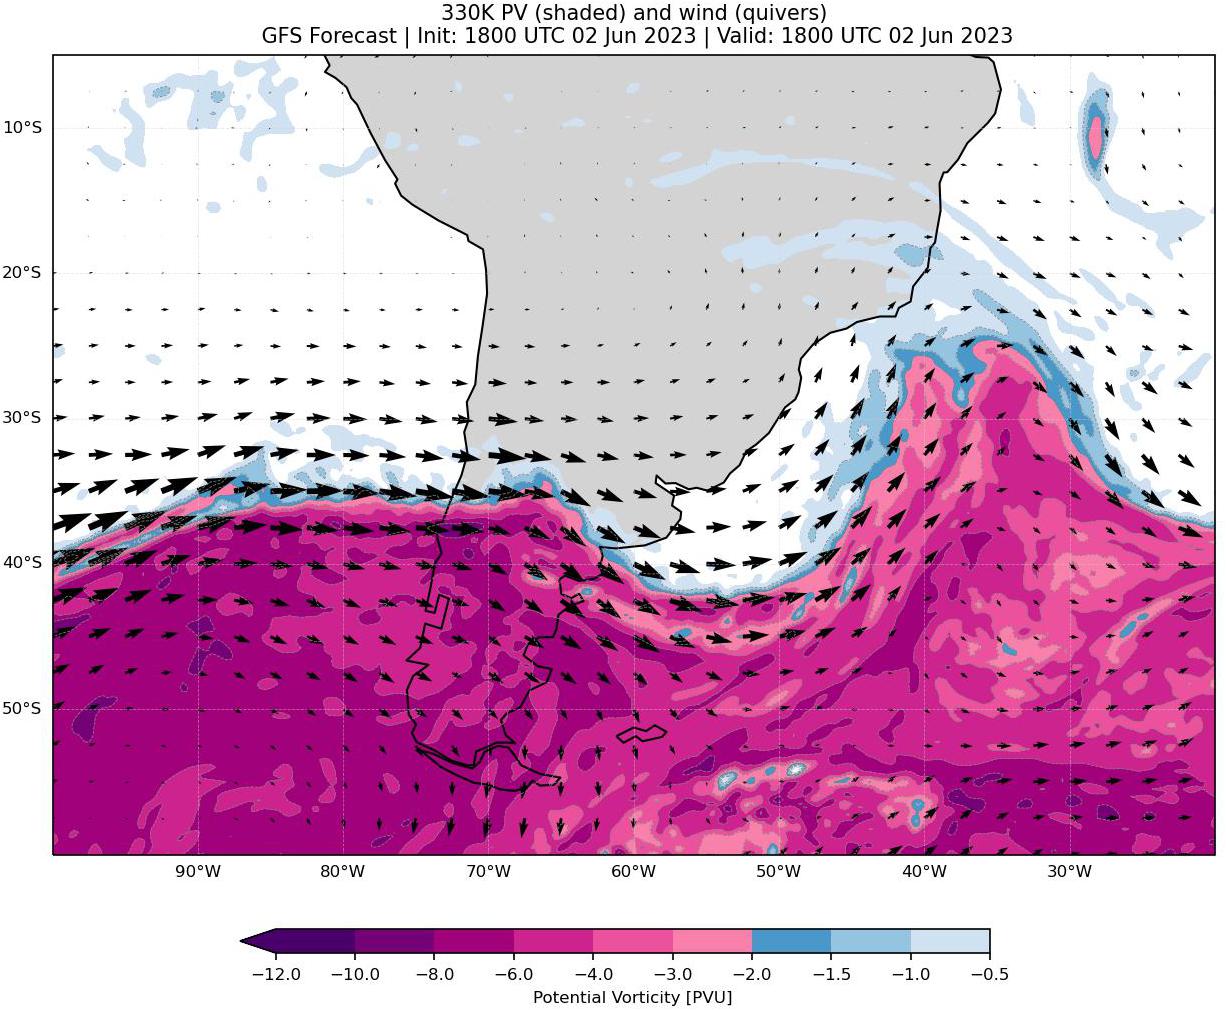 330K PV (shaded) and wind (quivers)
GFS Forecast | Init: 1800 UTC 02 Jun 2023 | Valid: 1800 UTC 02 Jun 2023
10°S
20°S
30°S
40°S
50°S
90°W 80°W 70°W 60°W 50°W 40°W 30°W
−12.0 −10.0 −8.0 −6.0 −4.0 −3.0 −2.0 −1.5 −1.0 −0.5
Potential Vorticity [PVU]